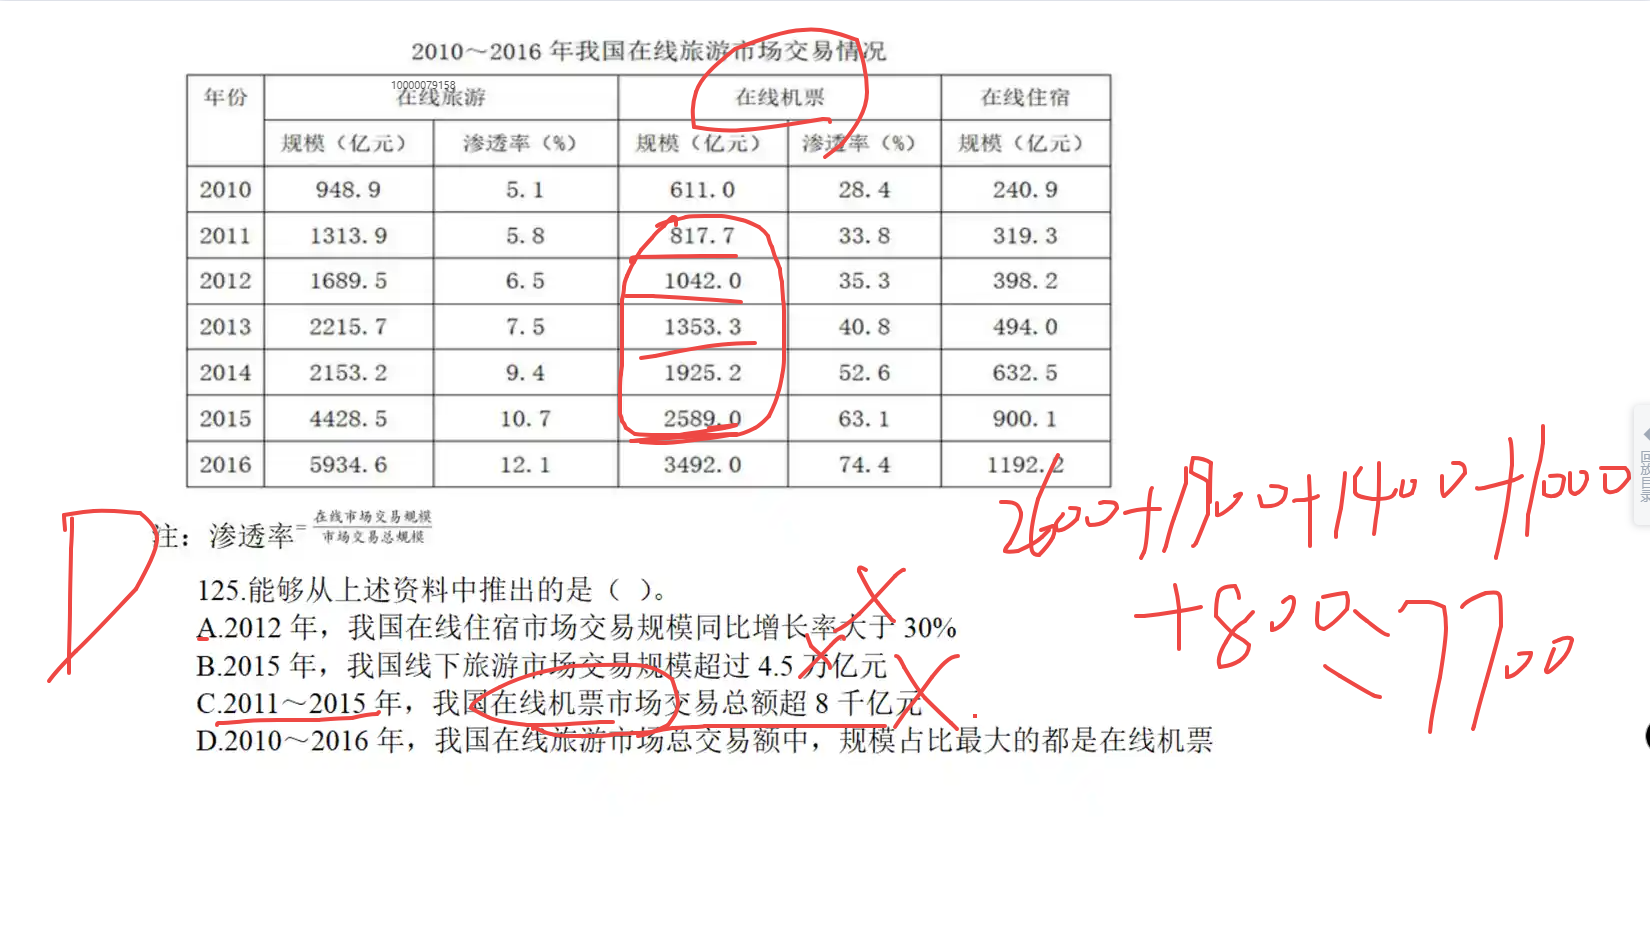 2010～2016 年我国在线旅游市场交易情况
10000079158
年份 在线旅游 在线机票 在线住宿
规模（亿元） 渗透率（%） 规模（亿元） 渗透率（%） 规模（亿元）
2010 948.9 5.1 611.0 28.4 240.9
2011 1313.9 5.8 817.7 33.8 319.3
2012 1689.5 6.5 1042.0 35.3 398.2
2013 2215.7 7.5 1353.3 40.8 494.0
2014 2153.2 9.4 1925.2 52.6 632.5
2015 4428.5 10.7 2589.0 63.1 900.1
2016 5934.6 12.1 3492.0 74.4 1192.2
2600+1900+1400+1000
+800<7700
D
注：渗透率=在线市场交易规模
市场交易总规模
125.能够从上述资料中推出的是（ ）。
A.2012 年，我国在线住宿市场交易规模同比增长率大于 30%
B.2015 年，我国线下旅游市场交易规模超过 4.5 万亿元
C.2011～2015 年，我国在线机票市场交易总额超 8 千亿元
D.2010～2016 年，我国在线旅游市场总交易额中，规模占比最大的都是在线机票
回放目录